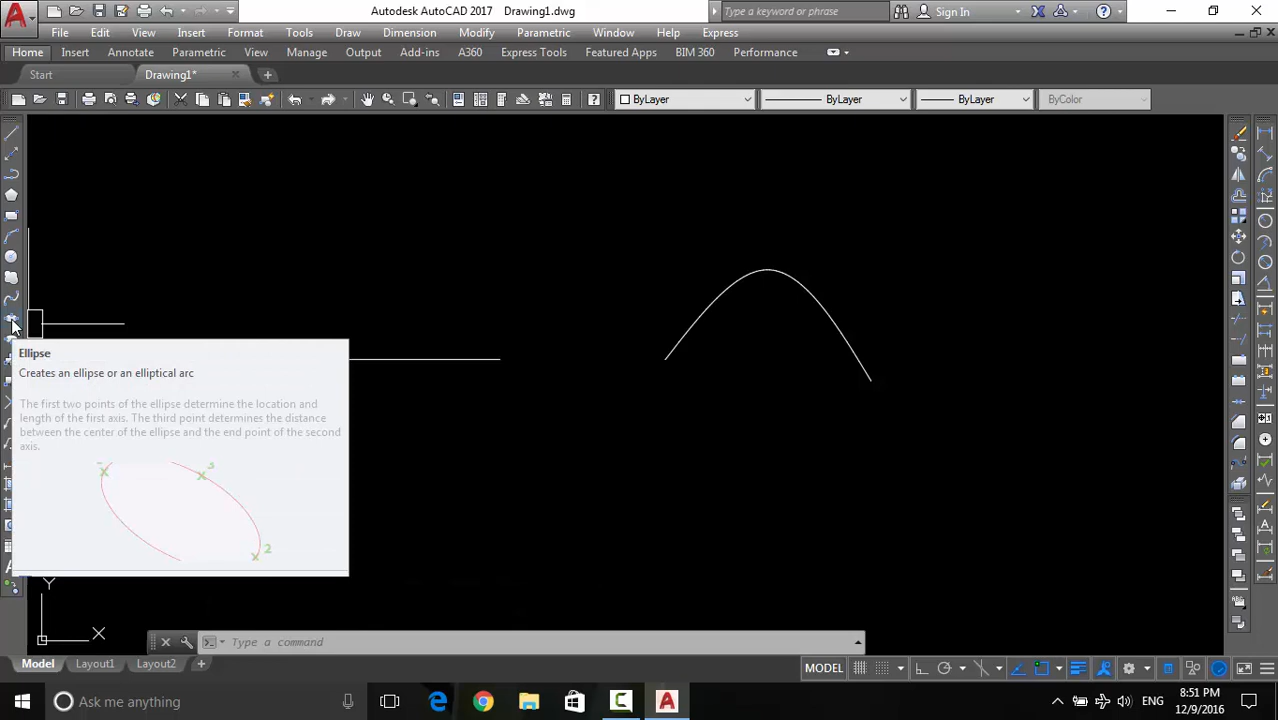 Autodesk AutoCAD 2017 Drawing1.dwg
Type a keyword or phrase
Sign In
File Edit View Insert Format Tools Draw Dimension Modify Parametric Window Help Express
Home Insert Annotation Parametric View Manage Output Add-ins A360 Express Tools Featured Apps BIM 360 Performance
Start
Drawing1*
ByLayer
ByLayer
ByLayer
ByColor
Ellipse
Creates an ellipse or an elliptical arc
The first two points of the ellipse determine the location and
length of the first axis. The third point determines the distance
between the center of the ellipse and the end point of the second
axis.
3
2
Y
X
Type a command
Model Layout1 Layout2
MODEL
Ask me anything
ENG
8:51 PM
12/9/2016